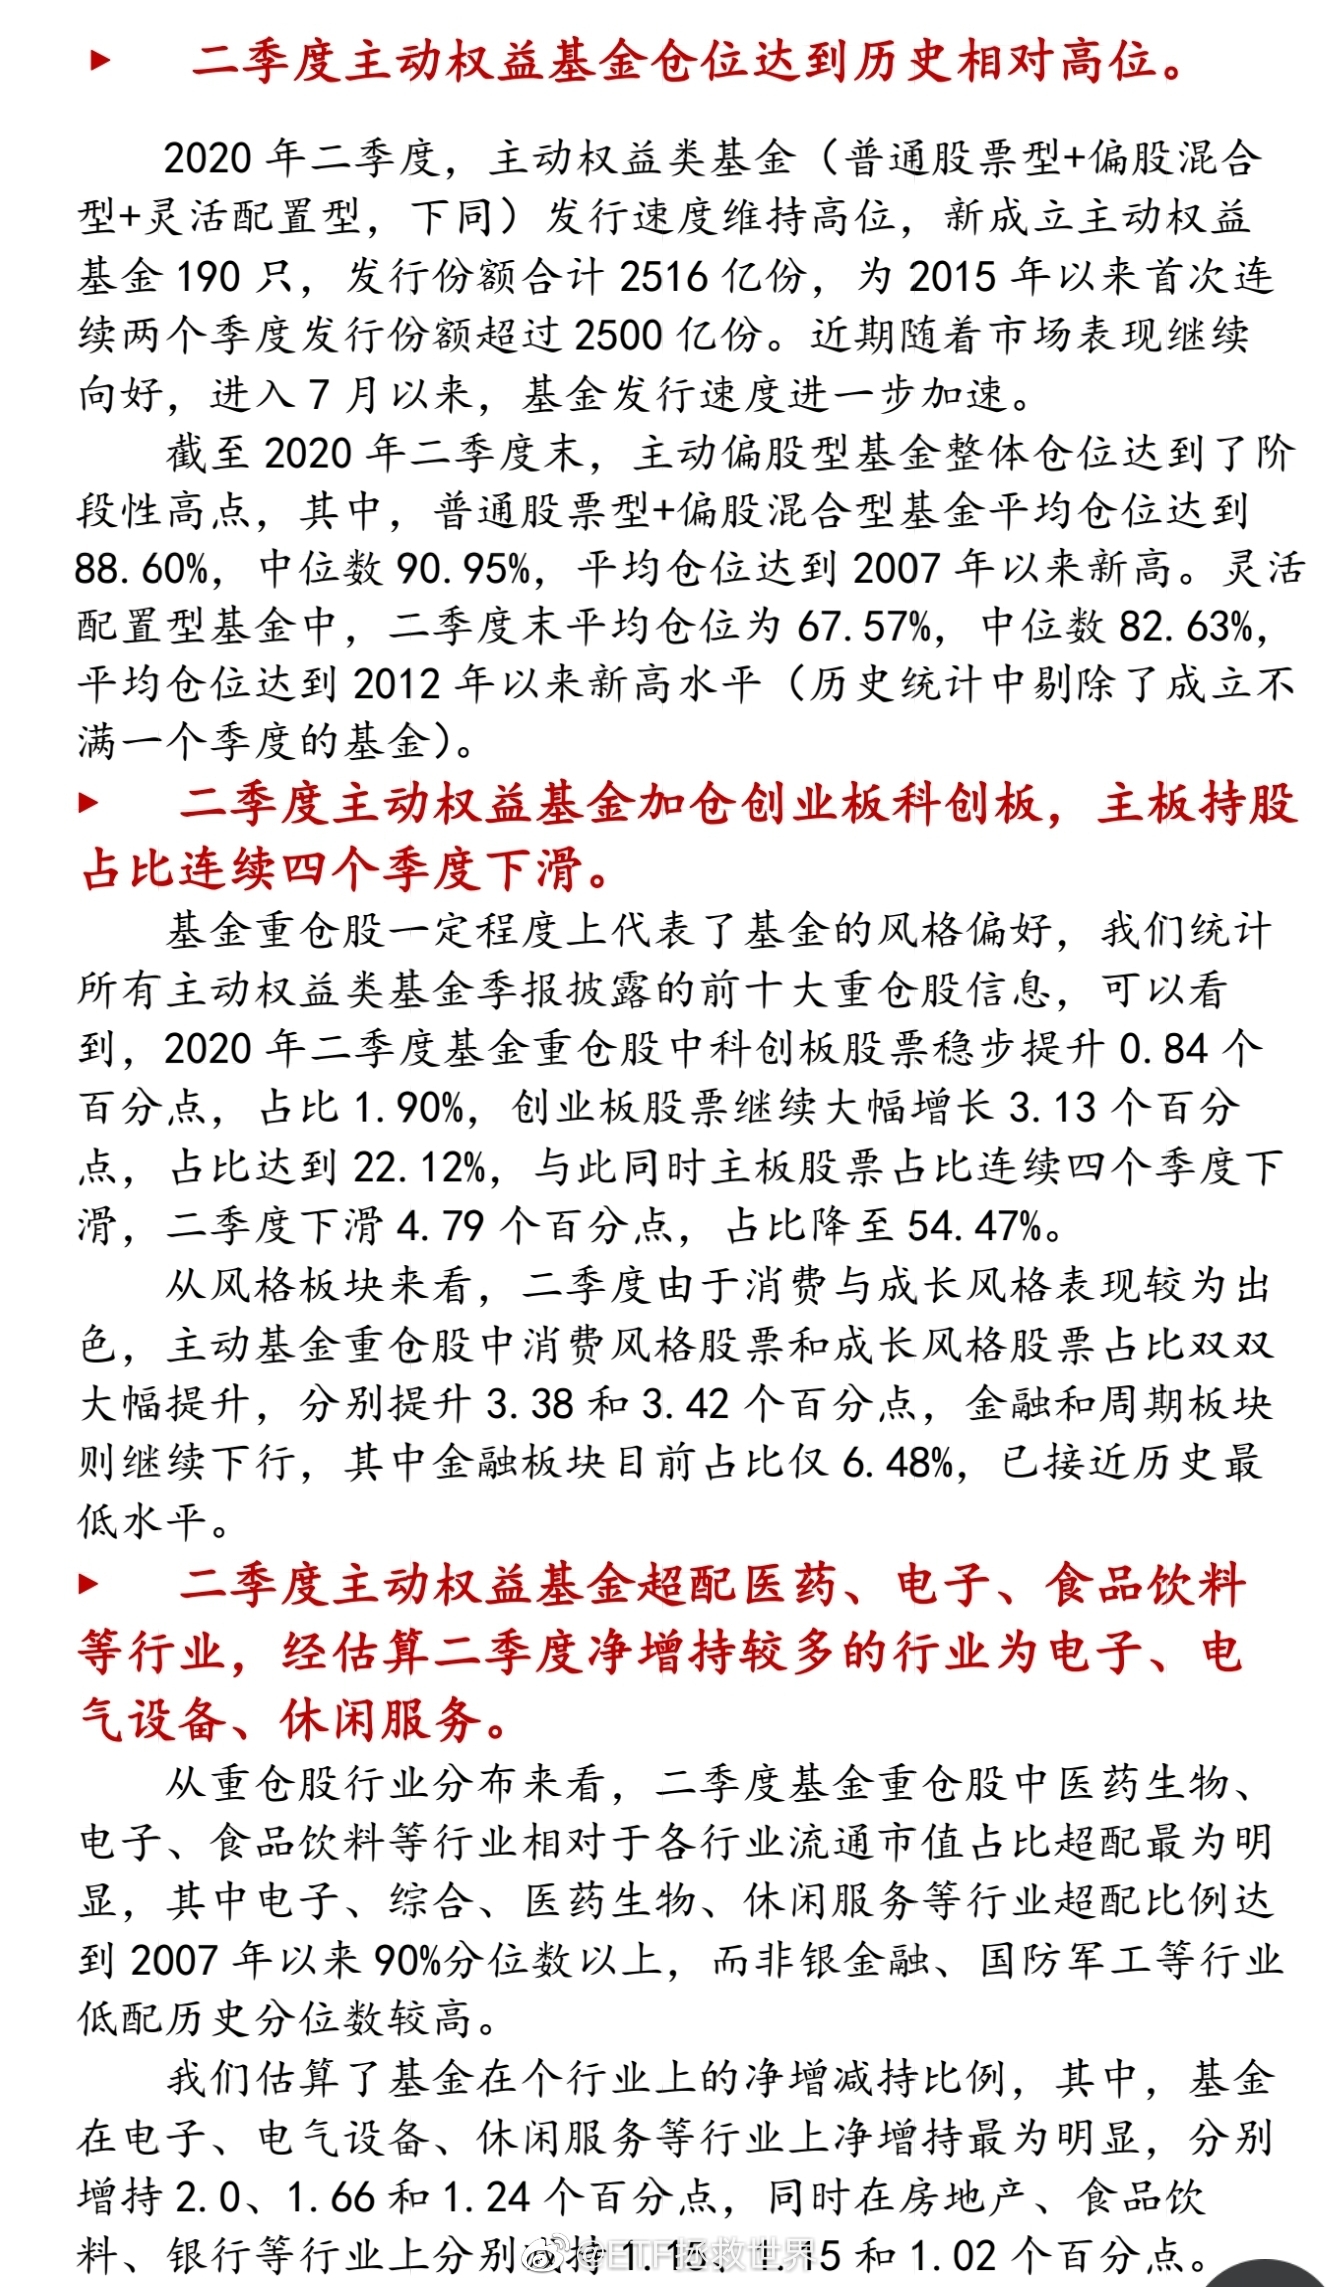 ▶ 二季度主动权益基金仓位达到历史相对高位。
2020 年二季度，主动权益类基金（普通股票型+偏股混合
型+灵活配置型，下同）发行速度维持高位，新成立主动权益
基金 190 只，发行份额合计 2516 亿份，为 2015 年以来首次连
续两个季度发行份额超过 2500 亿份。近期随着市场表现继续
向好，进入 7 月以来，基金发行速度进一步加速。
截至 2020 年二季度末，主动偏股型基金整体仓位达到了阶
段性高点，其中，普通股票型+偏股混合型基金平均仓位达到
88.60%，中位数 90.95%，平均仓位达到 2007 年以来新高。灵活
配置型基金中，二季度末平均仓位为 67.57%，中位数 82.63%，
平均仓位达到 2012 年以来新高水平（历史统计中剔除了成立不
满一个季度的基金）。
▶ 二季度主动权益基金加仓创业板科创板，主板持股
占比连续四个季度下滑。
基金重仓股一定程度上代表了基金的风格偏好，我们统计
所有主动权益类基金季报披露的前十大重仓股信息，可以看
到，2020 年二季度基金重仓股中科创板股票稳步提升 0.84 个
百分点，占比 1.90%，创业板股票继续大幅增长 3.13 个百分
点，占比达到 22.12%，与此同时主板股票占比连续四个季度下
滑，二季度下滑 4.79 个百分点，占比降至 54.47%。
从风格板块来看，二季度由于消费与成长风格表现较为出
色，主动基金重仓股中消费风格股票和成长风格股票占比双双
大幅提升，分别提升 3.38 和 3.42 个百分点，金融和周期板块
则继续下行，其中金融板块目前占比仅 6.48%，已接近历史最
低水平。
▶ 二季度主动权益基金超配医药、电子、食品饮料
等行业，经估算二季度净增持较多的行业为电子、电
气设备、休闲服务。
从重仓股行业分布来看，二季度基金重仓股中医药生物、
电子、食品饮料等行业相对于各行业流通市值占比超配最为明
显，其中电子、综合、医药生物、休闲服务等行业超配比例达
到 2007 年以来 90%分位数以上，而非银金融、国防军工等行业
低配历史分位数较高。
我们估算了基金在个行业上的净增减持比例，其中，基金
在电子、电气设备、休闲服务等行业上净增持最为明显，分别
增持 2.0、1.66 和 1.24 个百分点，同时在房地产、食品饮
料、银行等行业上分别减持 1.15 和 1.02 个百分点。
@ETF拯救世界